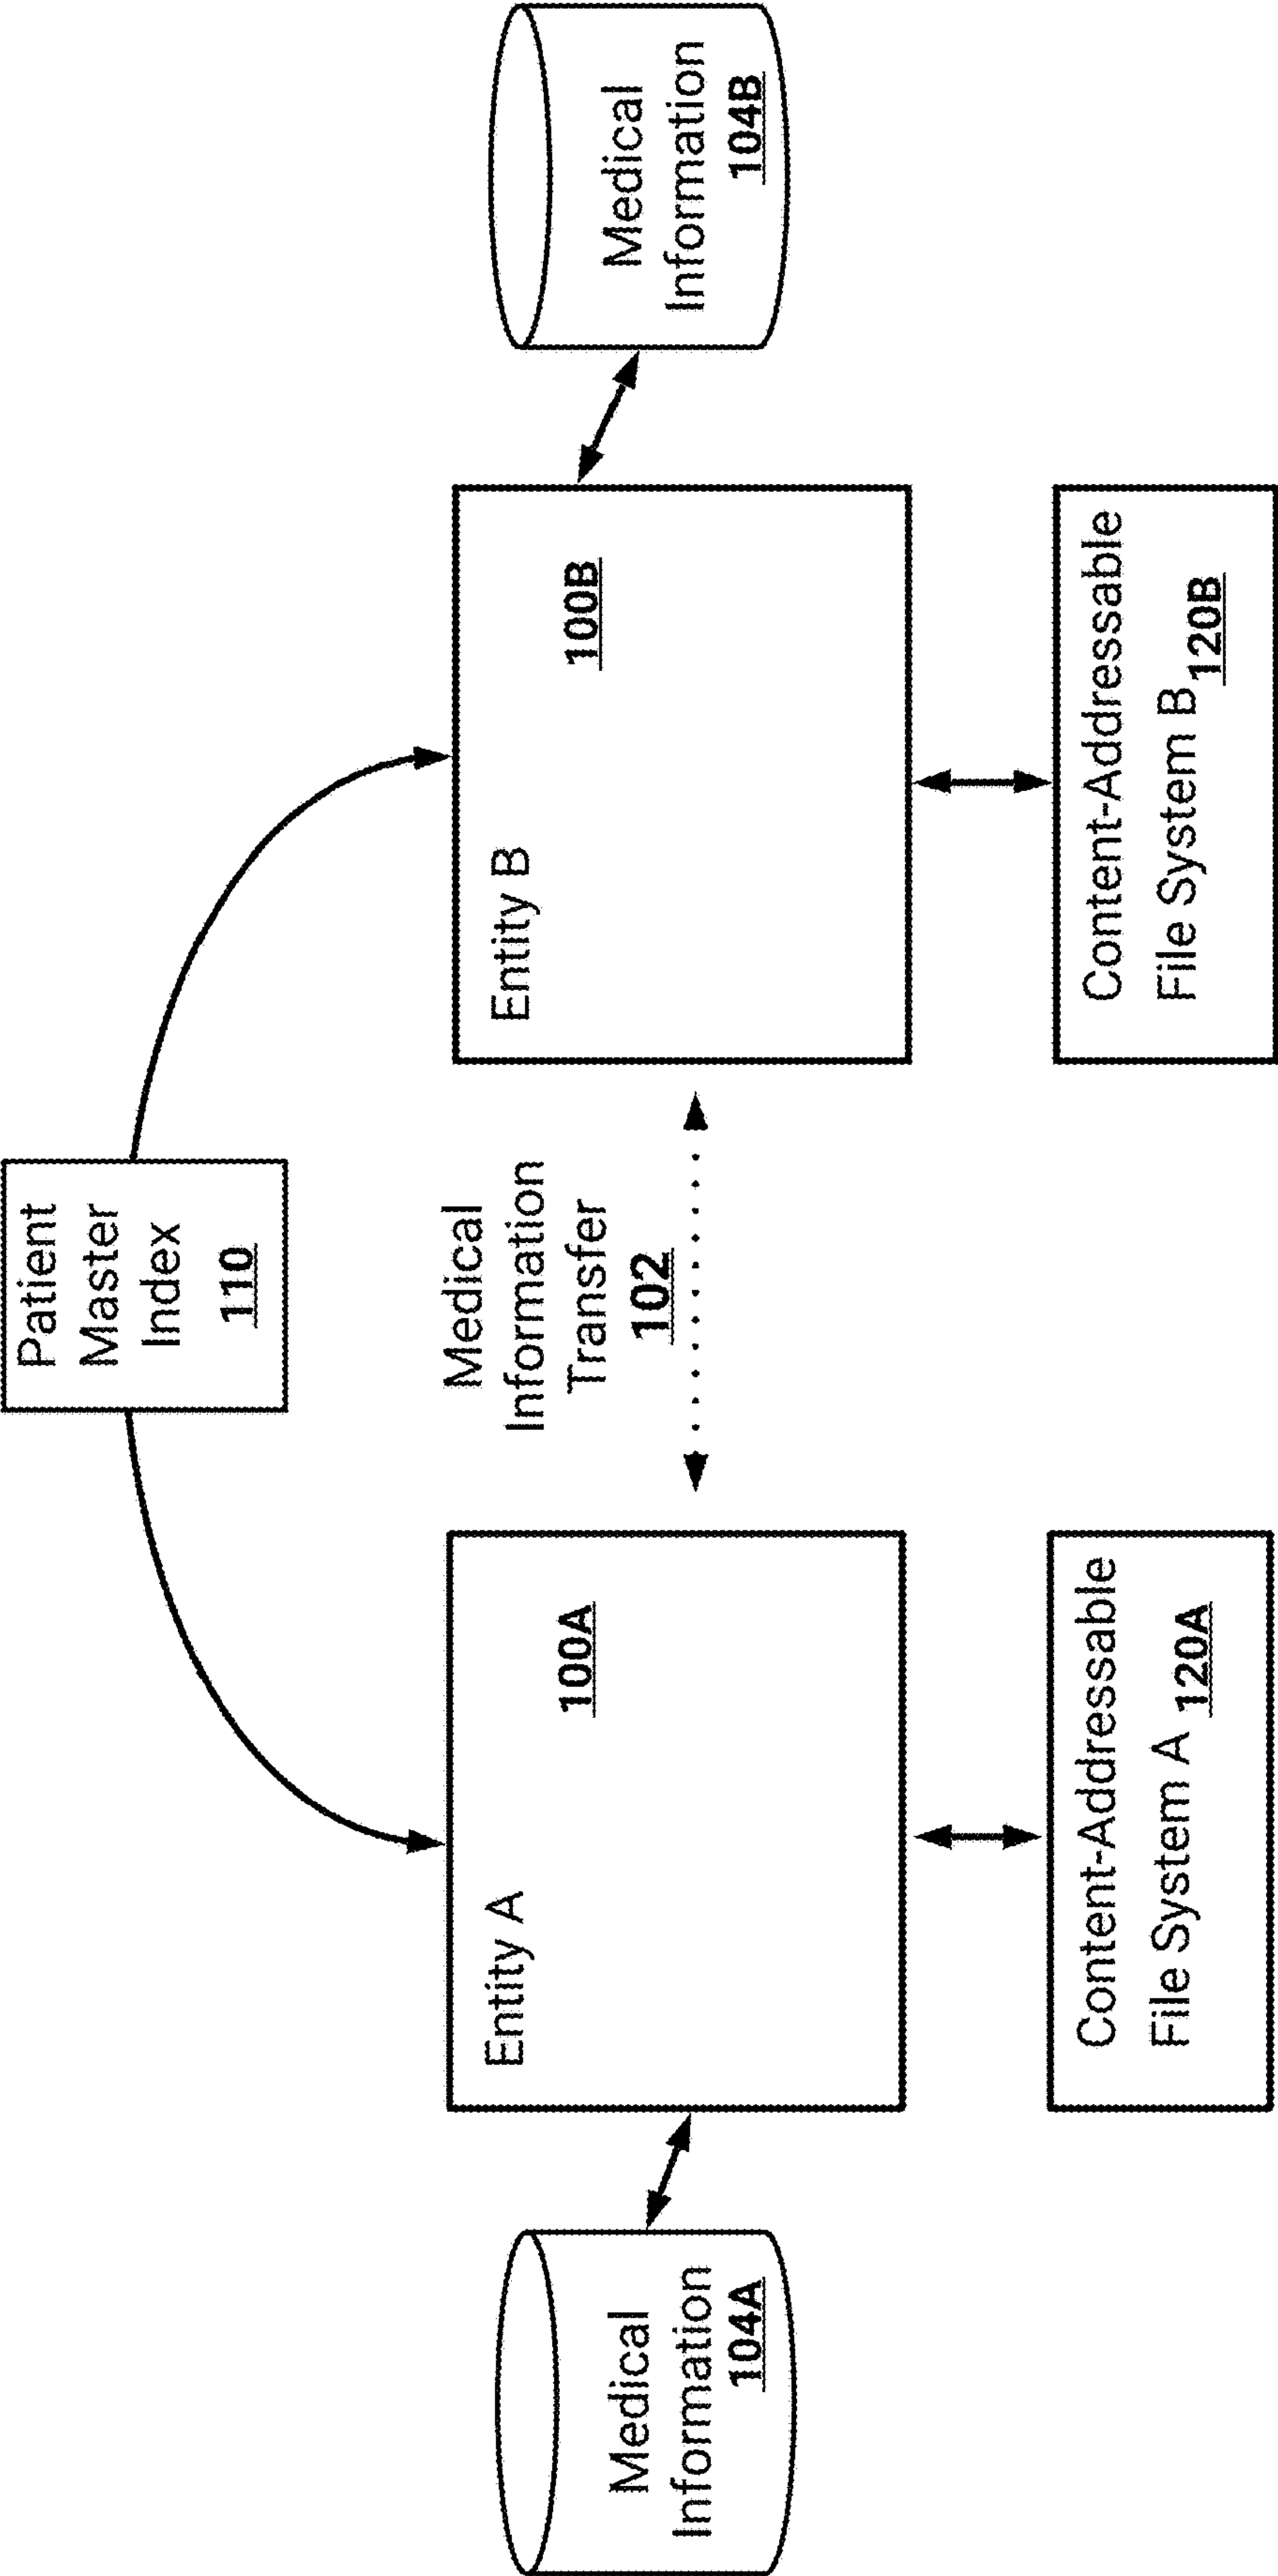 Patient
Master
Index
110
Medical
Information
Transfer
102
Medical
Information
104A
Entity A
100A
Entity B
100B
Medical
Information
104B
Content-Addressable
File System A 120A
Content-Addressable
File System B 120B